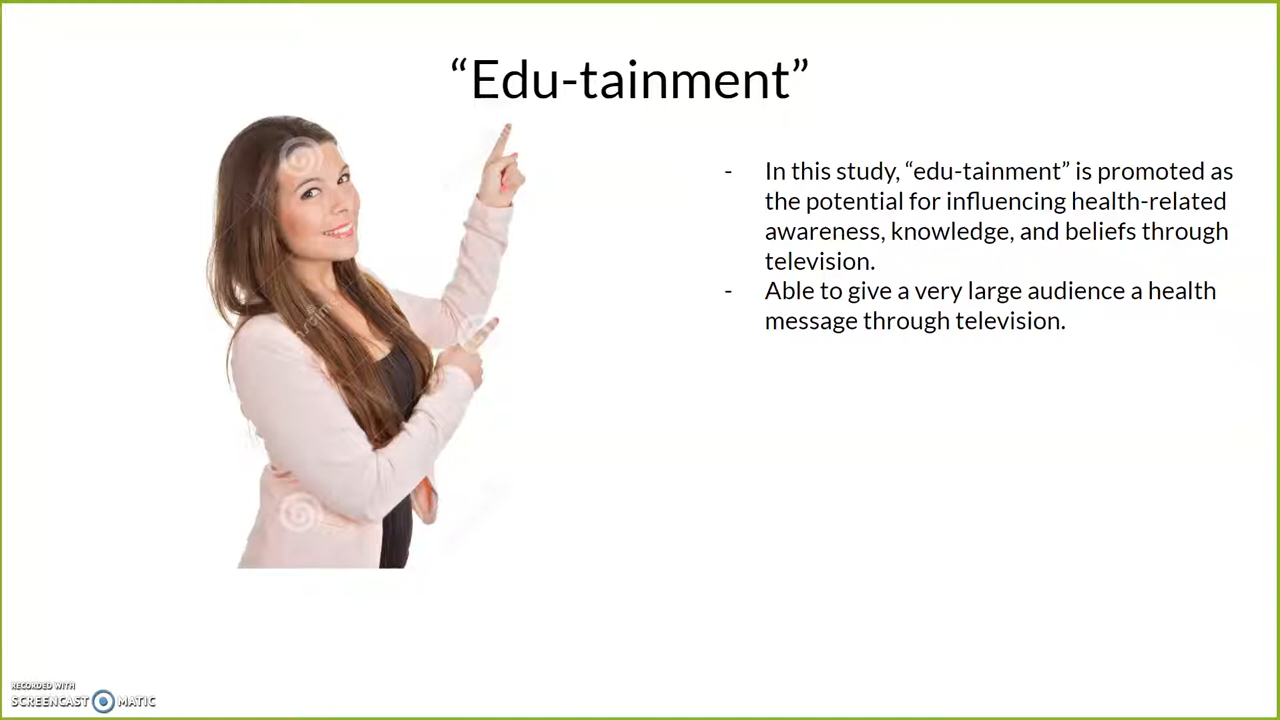 “Edu-tainment”
- In this study, “edu-tainment” is promoted as
the potential for influencing health-related
awareness, knowledge, and beliefs through
television.
- Able to give a very large audience a health
message through television.
RECORDED WITH
SCREENCAST MATIC